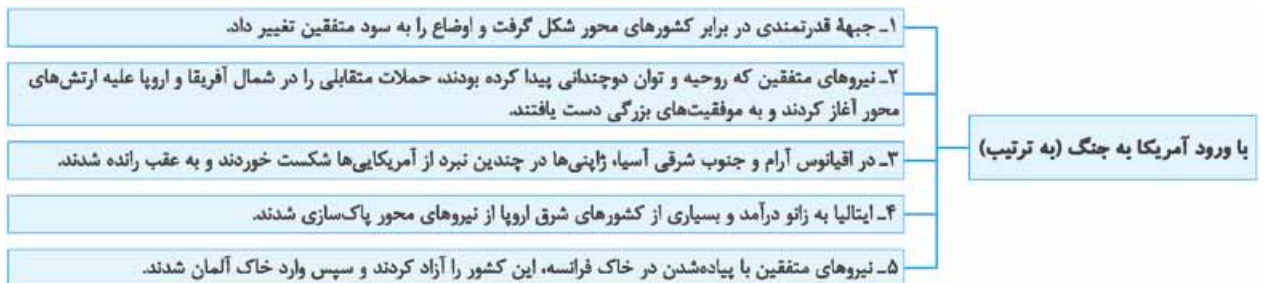 با ورود آمریکا به جنگ (به ترتیب)
۱ـ جبههٔ قدرتمندی در برابر کشورهای محور شکل گرفت و اوضاع را به سود متفقین تغییر داد.
۲ـ نیروهای متفقین که روحیه و توان دوچندانی پیدا کرده بودند، حملات متقابلی را در شمال آفریقا و اروپا علیه ارتش‌های
محور آغاز کردند و به موفقیت‌های بزرگی دست یافتند.
۳ـ در اقیانوس آرام و جنوب شرقی آسیا، ژاپنی‌ها در چندین نبرد از آمریکایی‌ها شکست خوردند و به عقب رانده شدند.
۴ـ ایتالیا به زانو درآمد و بسیاری از کشورهای شرق اروپا از نیروهای محور پاک‌سازی شدند.
۵ـ نیروهای متفقین با پیاده‌شدن در خاک فرانسه، این کشور را آزاد کردند و سپس وارد خاک آلمان شدند.